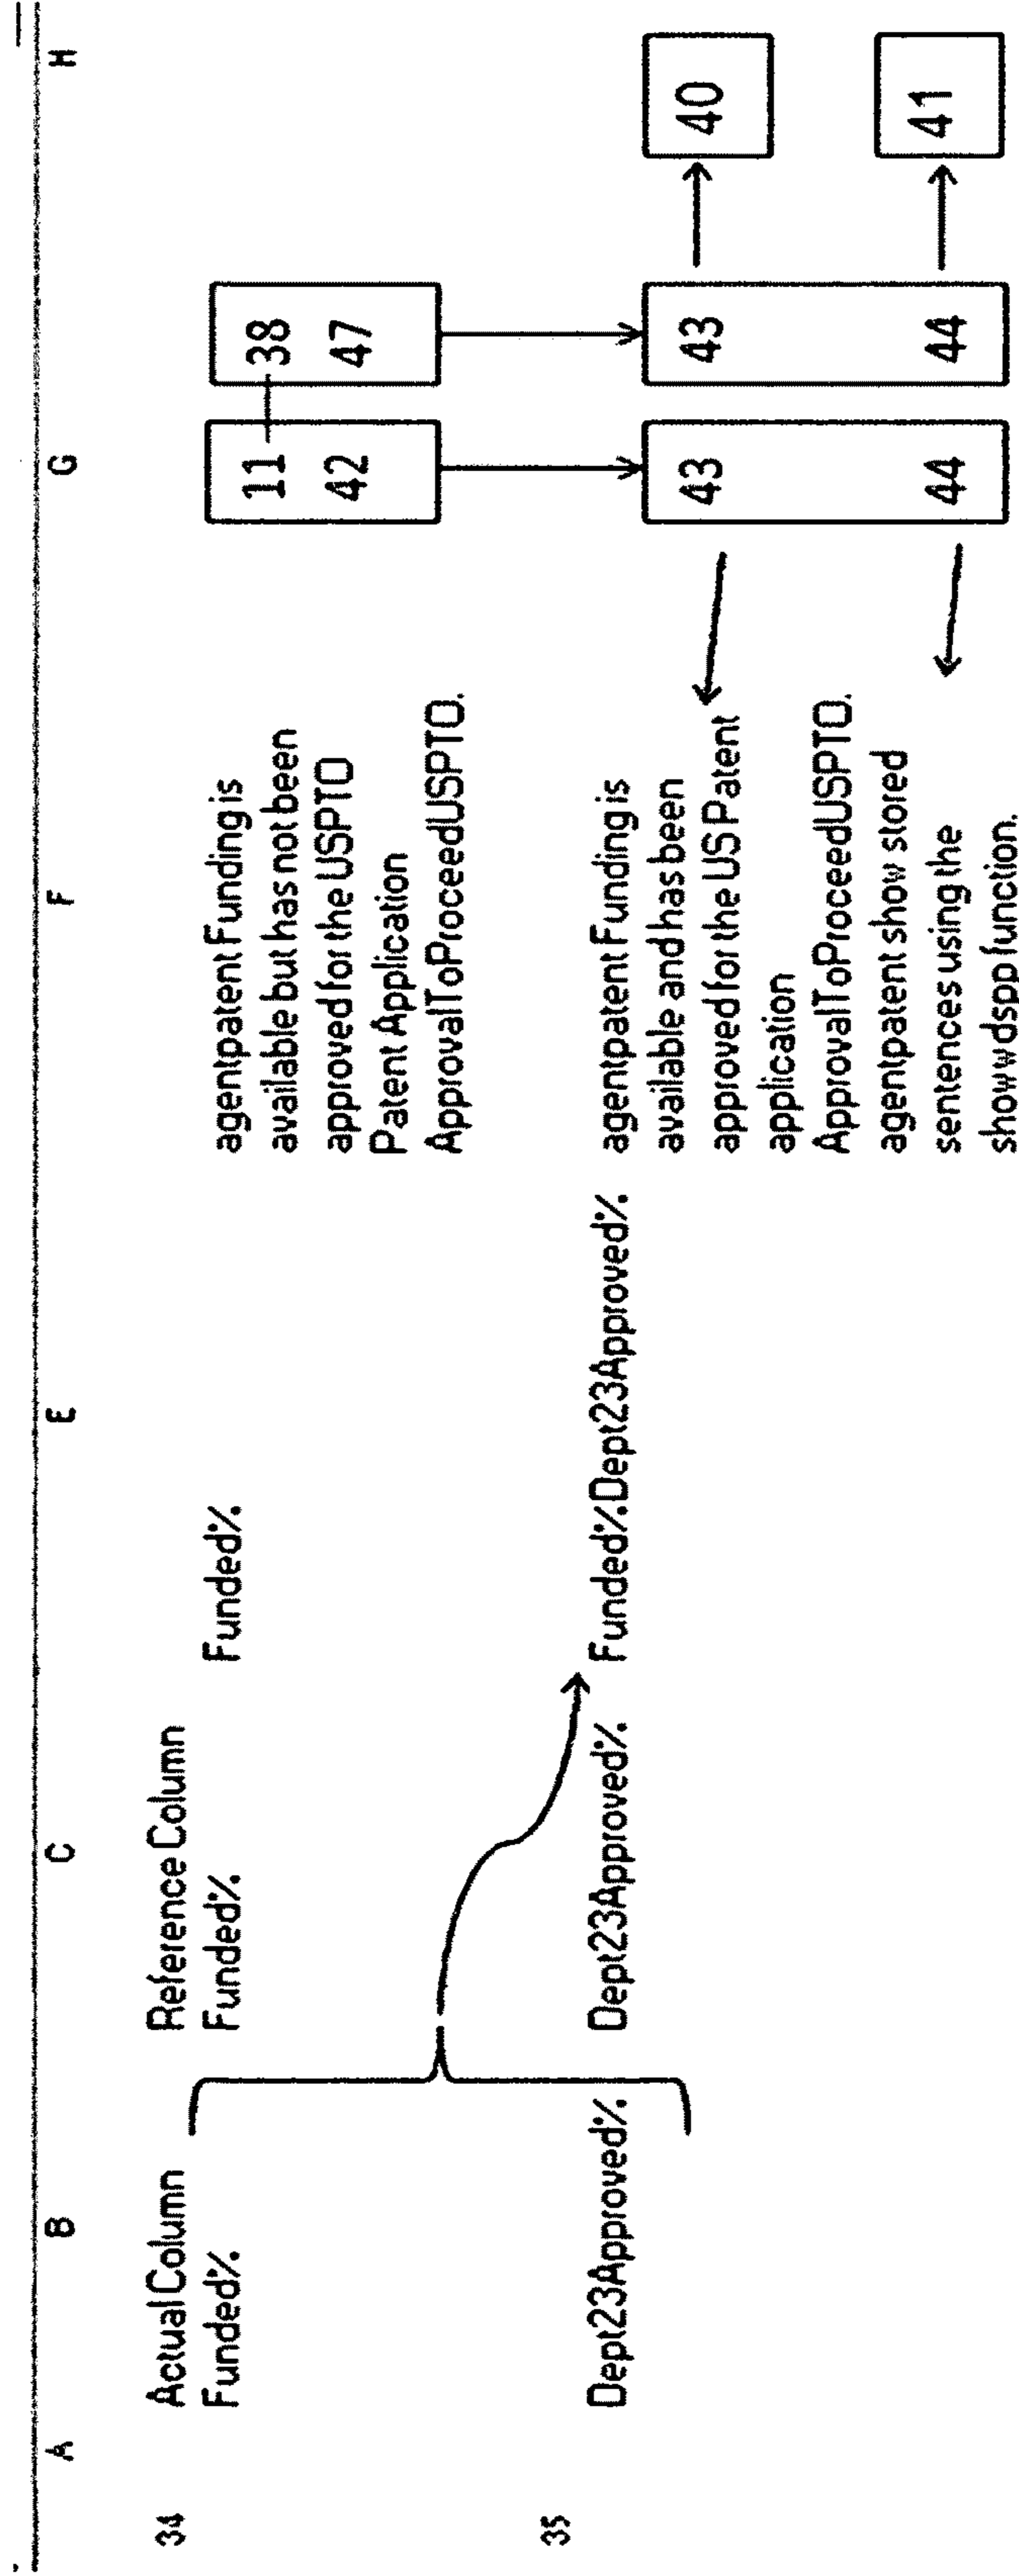 A B C E F G H
34 Actual Column Reference Column
Funded% Funded% Funded% agentpatent Funding is 11 38
available but has not been
approved for the USPTO 42 47
Patent Application
ApprovalToProceedUSPTO.
35 Dept23Approved% Dept23Approved% Funded%Dept23Approved% agentpatent Funding is
available and has been
approved for the US Patent 43 43 40
application
ApprovalToProceedUSPTO.
agentpatent show stored
sentences using the 44 44 41
showwdspp function.